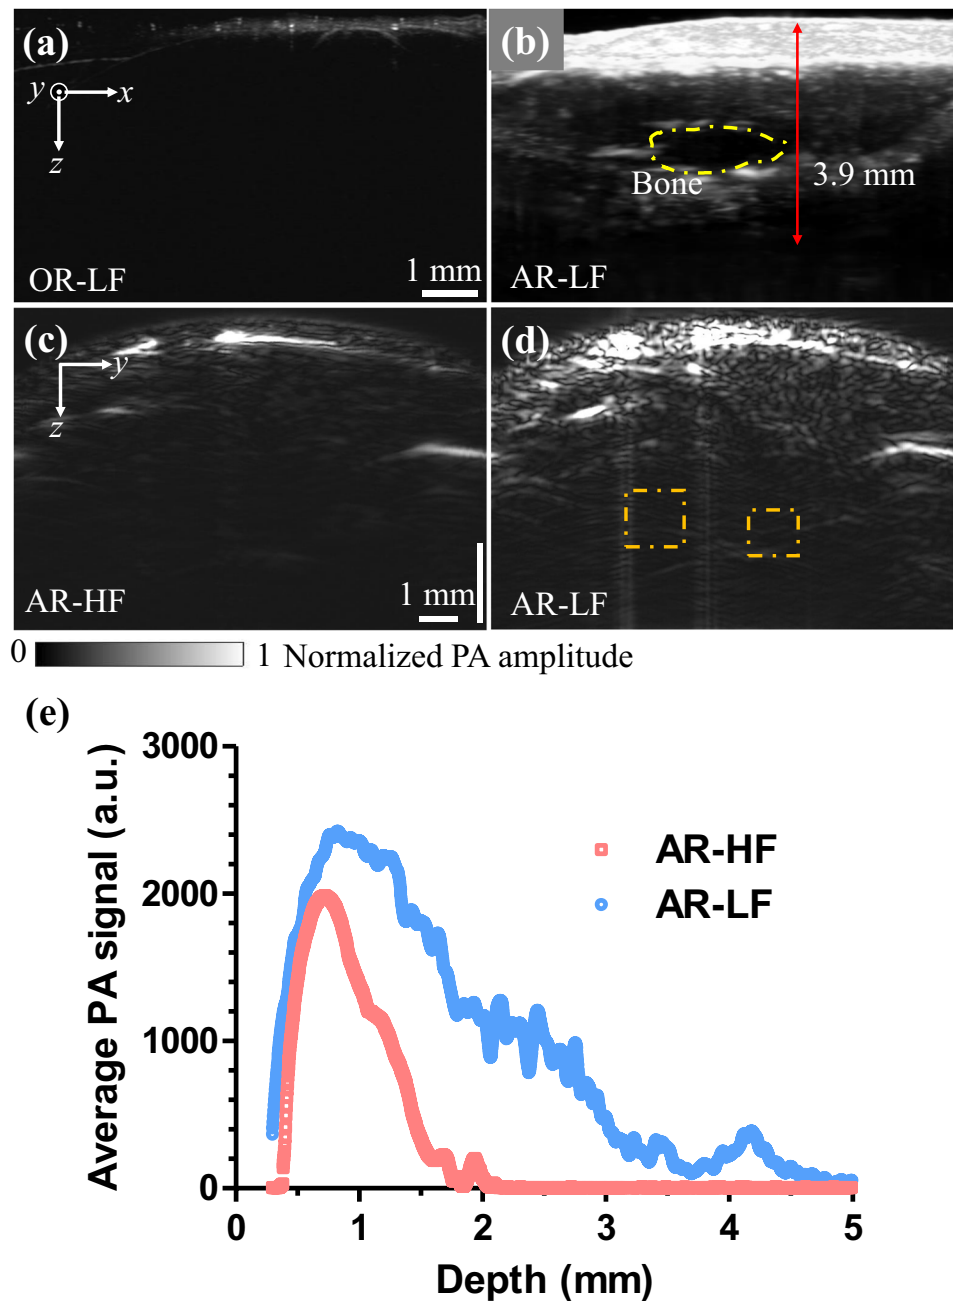 (a)
y
x
z
OR-LF
1 mm
(b)
Bone
3.9 mm
AR-LF
(c)
y
z
AR-HF
1 mm
(d)
AR-LF
0 1 Normalized PA amplitude
(e)
Average PA signal (a.u.)
3000
2000
1000
0
AR-HF
AR-LF
0 1 2 3 4 5
Depth (mm)